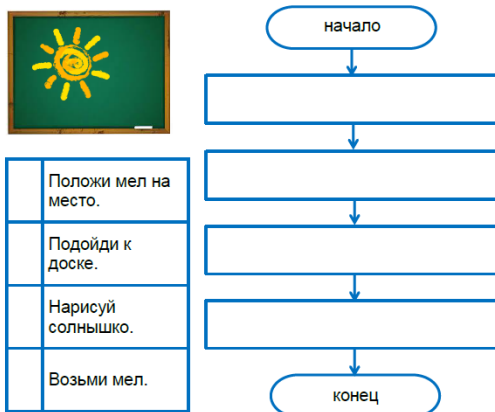 начало
Положи мел на
место.
Подойди к
доске.
Нарисуй
солнышко.
Возьми мел.
конец